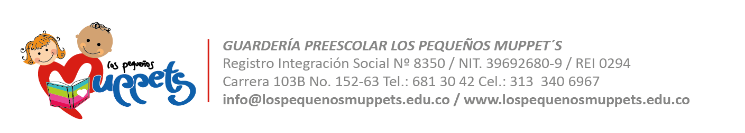 los pequeños
muppets
GUARDERÍA PREESCOLAR LOS PEQUEÑOS MUPPET´S
Registro Integración Social Nº 8350 / NIT. 39692680-9 / REI 0294
Carrera 103B No. 152-63 Tel.: 681 30 42 Cel.: 313  340 6967
info@lospequenosmuppets.edu.co / www.lospequenosmuppets.edu.co